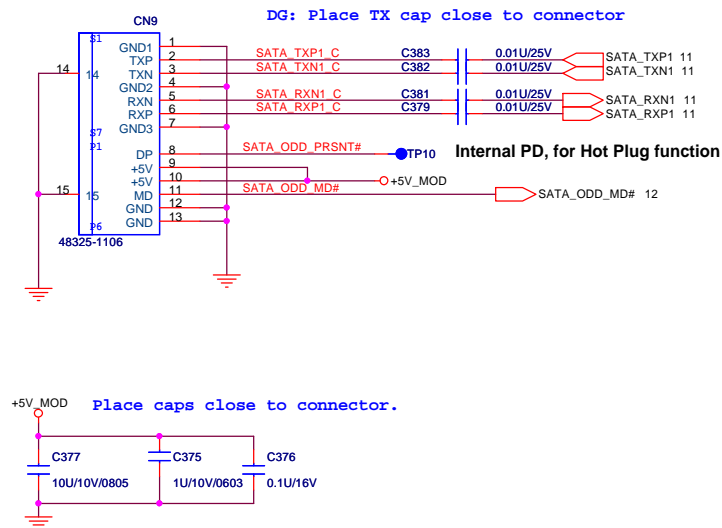 DG: Place TX cap close to connector
CN9
S1
GND1 1
TXP 2 SATA_TXP1_C C383 0.01U/25V SATA_TXP1 11
14 14 TXN 3 SATA_TXN1_C C382 0.01U/25V SATA_TXN1 11
GND2 4
RXN 5 SATA_RXN1_C C381 0.01U/25V SATA_RXN1 11
RXP 6 SATA_RXP1_C C379 0.01U/25V SATA_RXP1 11
S7 GND3 7
P1
DP 8 SATA_ODD_PRSNT# TP10 Internal PD, for Hot Plug function
+5V 9
+5V 10 +5V_MOD
15 15 MD 11 SATA_ODD_MD# SATA_ODD_MD# 12
GND 12
P6 GND 13
48325-1106
+5V_MOD Place caps close to connector.
C377 C375 C376
10U/10V/0805 1U/10V/0603 0.1U/16V